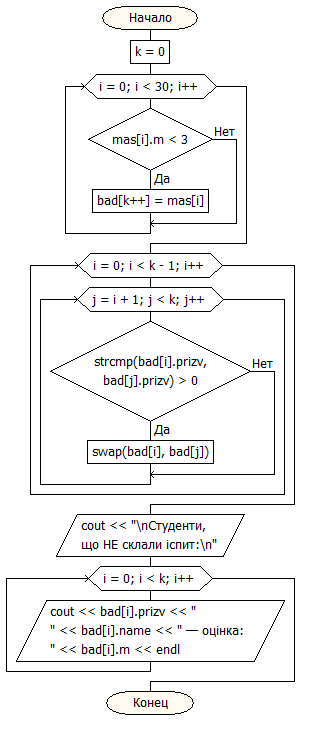 Начало
k = 0
i = 0; i < 30; i++
mas[i].m < 3
Нет
Да
bad[k++] = mas[i]
i = 0; i < k - 1; i++
j = i + 1; j < k; j++
strcmp(bad[i].prizv,
bad[j].prizv) > 0
Нет
Да
swap(bad[i], bad[j])
cout << "\nСтуденти,
що НЕ склали іспит:\n"
i = 0; i < k; i++
cout << bad[i].prizv << "
" << bad[i].name << " — оцінка:
" << bad[i].m << endl
Конец